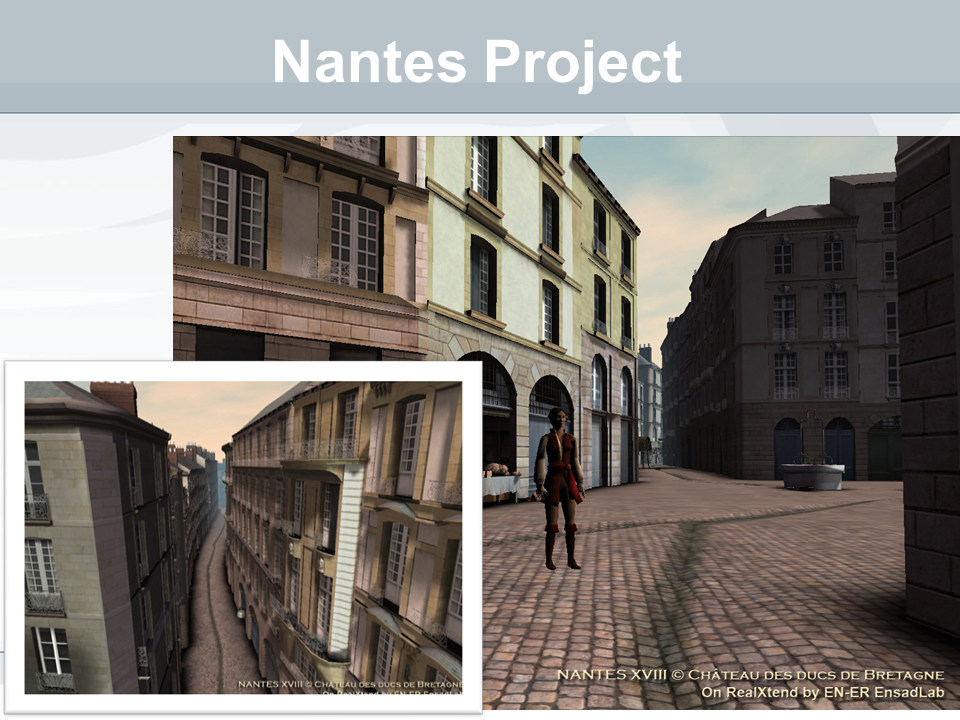 Nantes Project
NANTES XVIII © CHÂTEAU DES DUCS DE BRETAGNE
On RealXtend by EN-ER EnsadLab
NANTES XVIII © CHÂTEAU DES DUCS DE BRETAGNE
On RealXtend by EN-ER EnsadLab